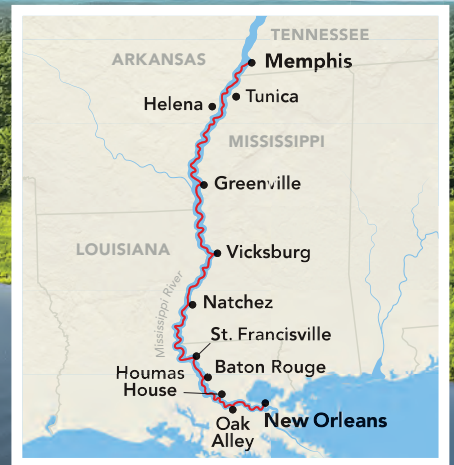 TENNESSEE
ARKANSAS
Memphis
Tunica
Helena
MISSISSIPPI
Greenville
LOUISIANA
Vicksburg
Mississippi River
Natchez
St. Francisville
Baton Rouge
Houmas
House
Oak
Alley
New Orleans